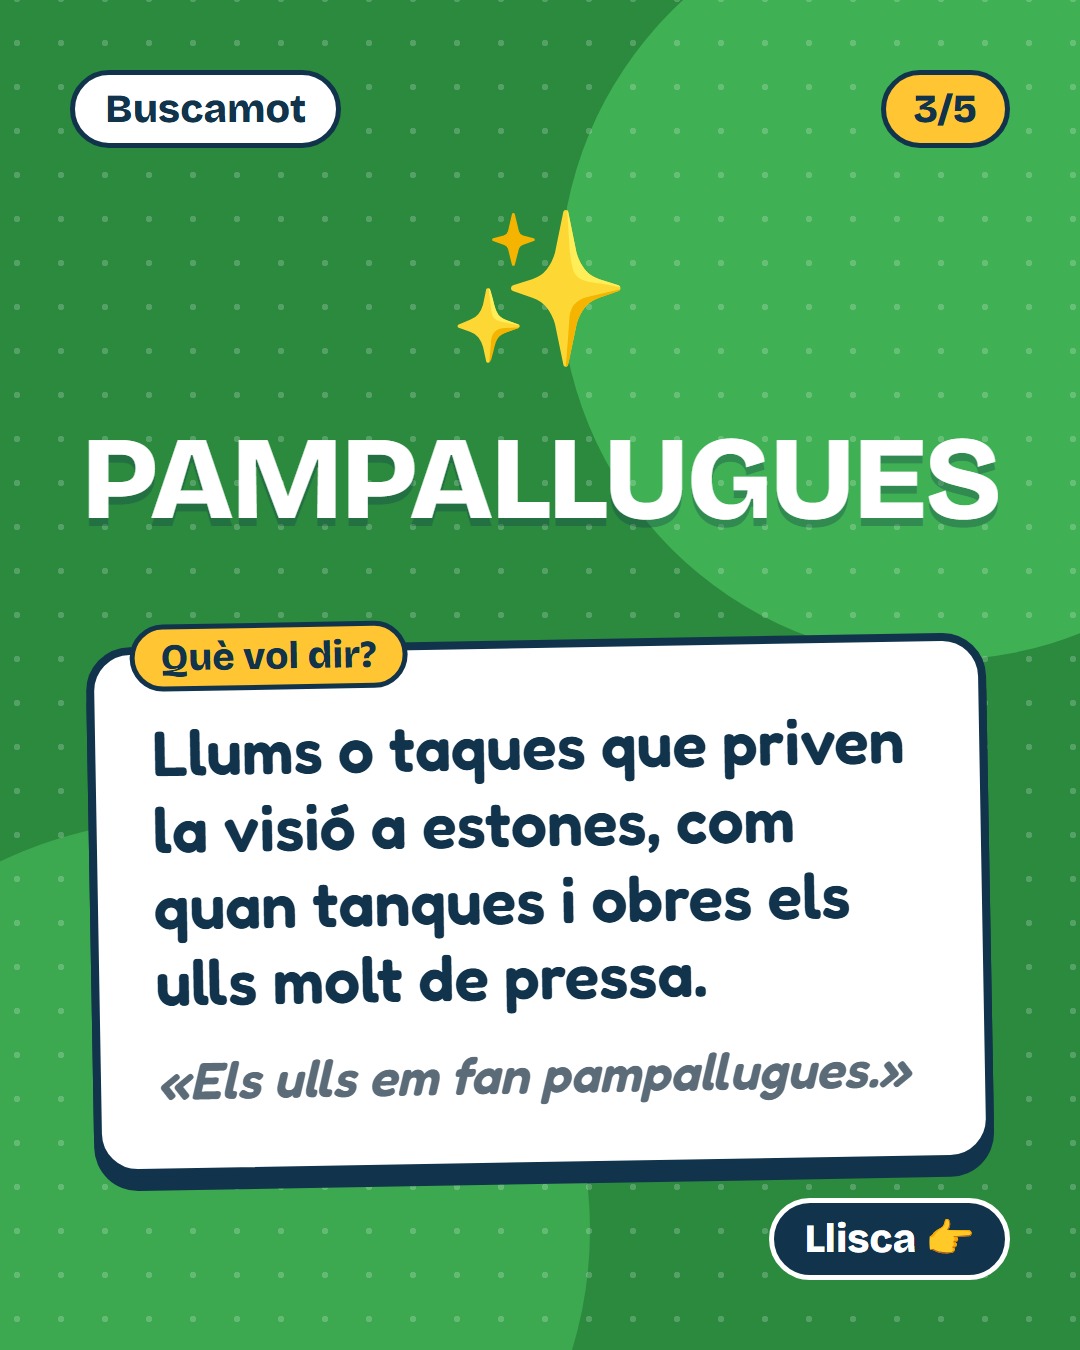 Buscamot
3/5
PAMPALLUGUES
Què vol dir?
Llums o taques que priven
la visió a estones, com
quan tanques i obres els
ulls molt de pressa.
«Els ulls em fan pampallugues.»
Llisca 👉